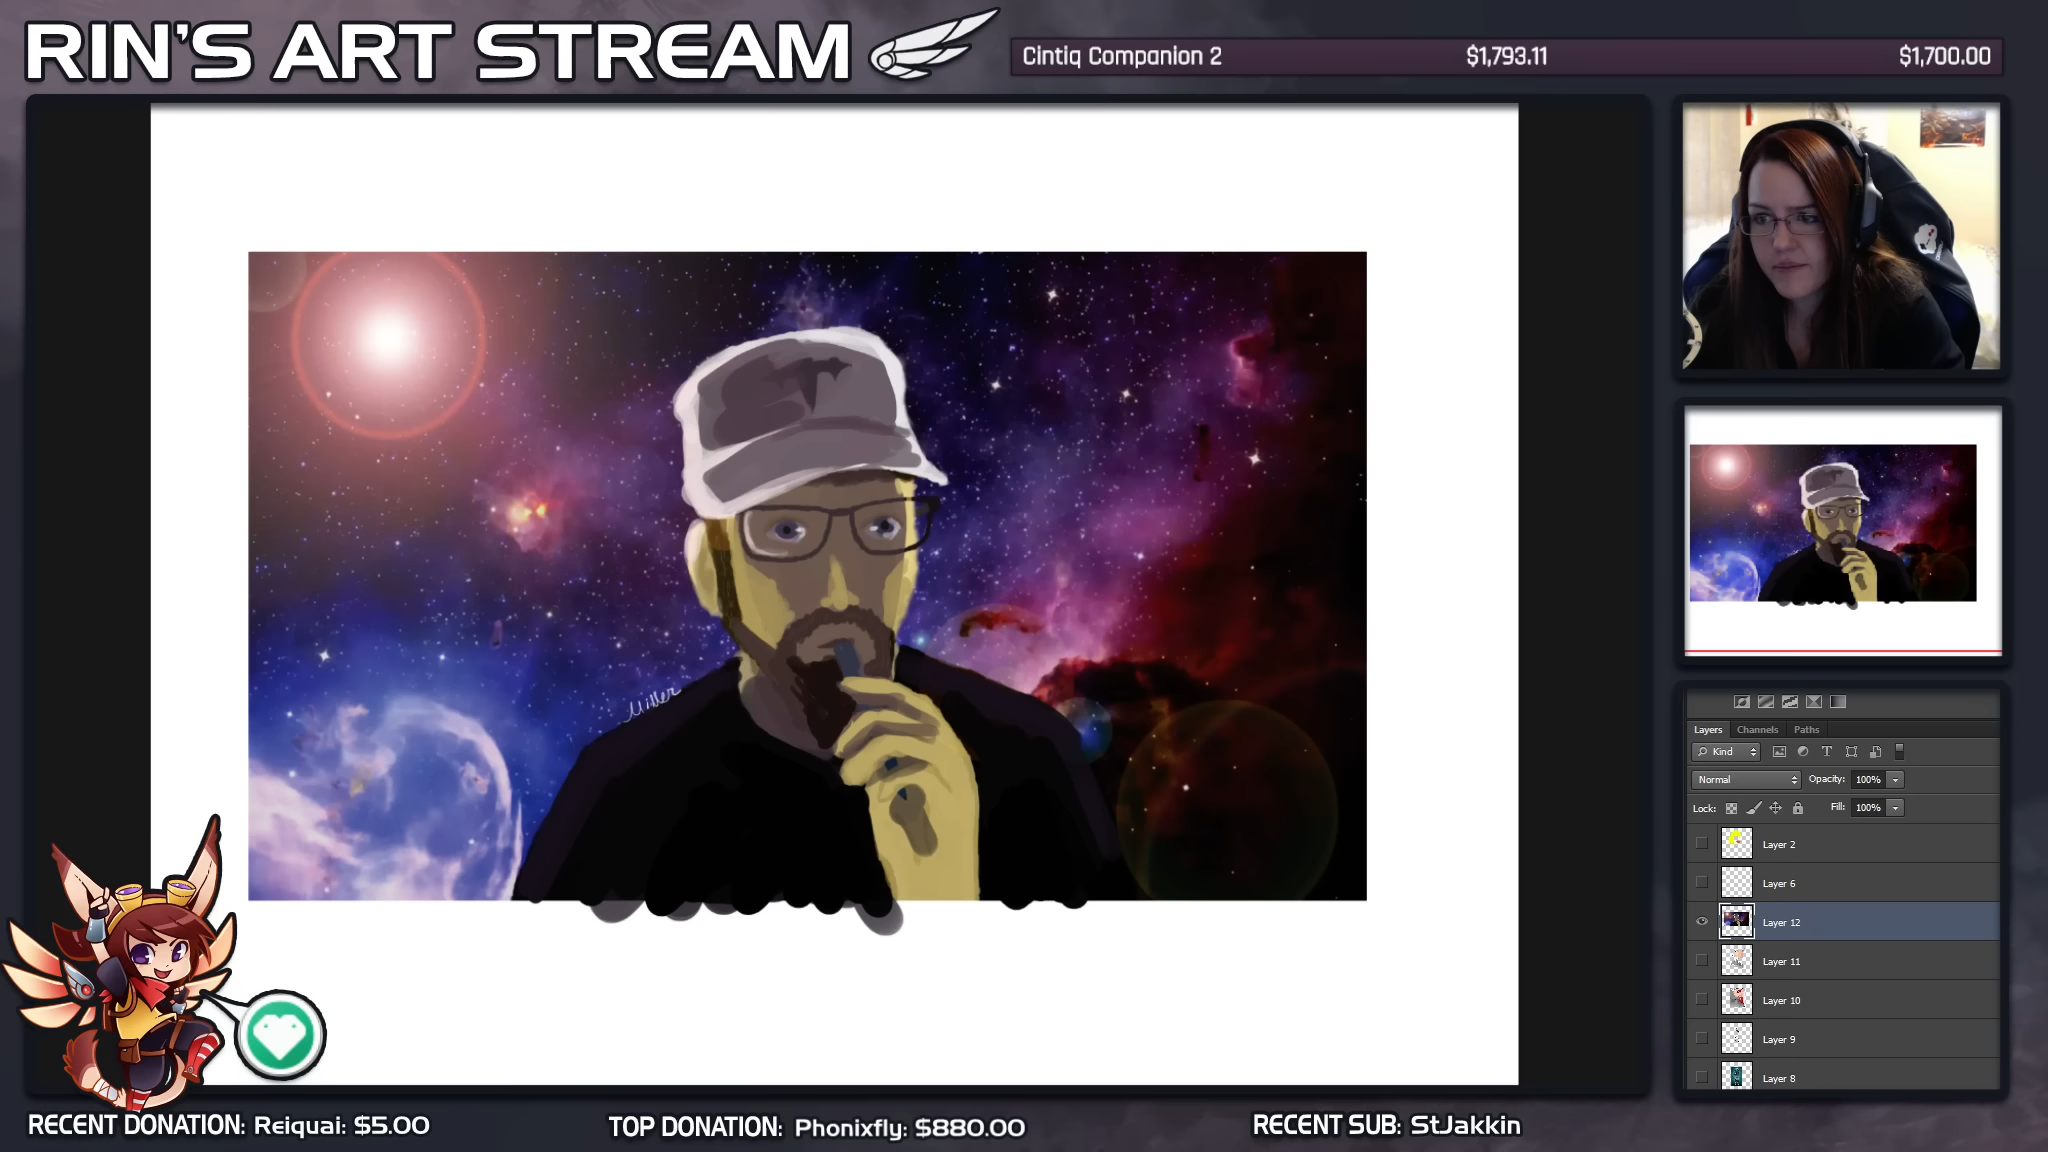 RIN'S ART STREAM
Cintiq Companion 2 $1,793.11 $1,700.00
Miller
Layers Channels Paths
Kind
Normal Opacity: 100%
Lock: Fill: 100%
Layer 2
Layer 6
Layer 12
Layer 11
Layer 10
Layer 9
Layer 8
RECENT DONATION: Reiquai: $5.00
TOP DONATION: Phonixfly: $880.00
RECENT SUB: StJakkin